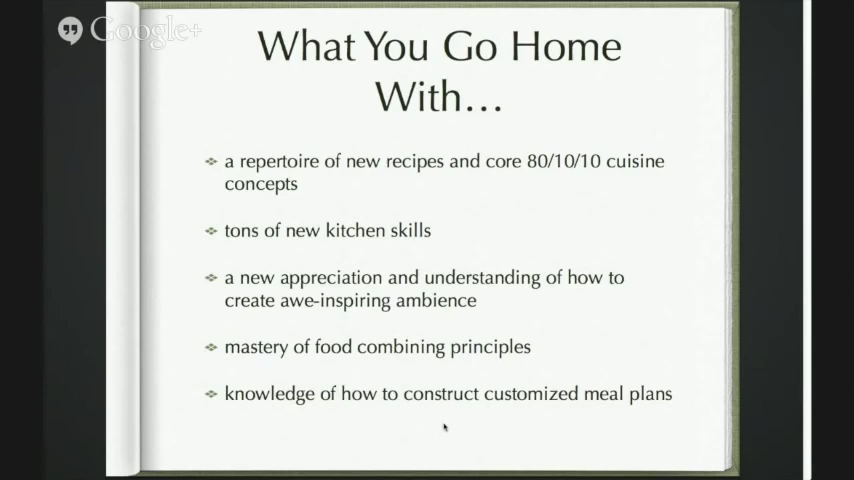 Google+
What You Go Home
With...
a repertoire of new recipes and core 80/10/10 cuisine
concepts
tons of new kitchen skills
a new appreciation and understanding of how to
create awe-inspiring ambience
mastery of food combining principles
knowledge of how to construct customized meal plans